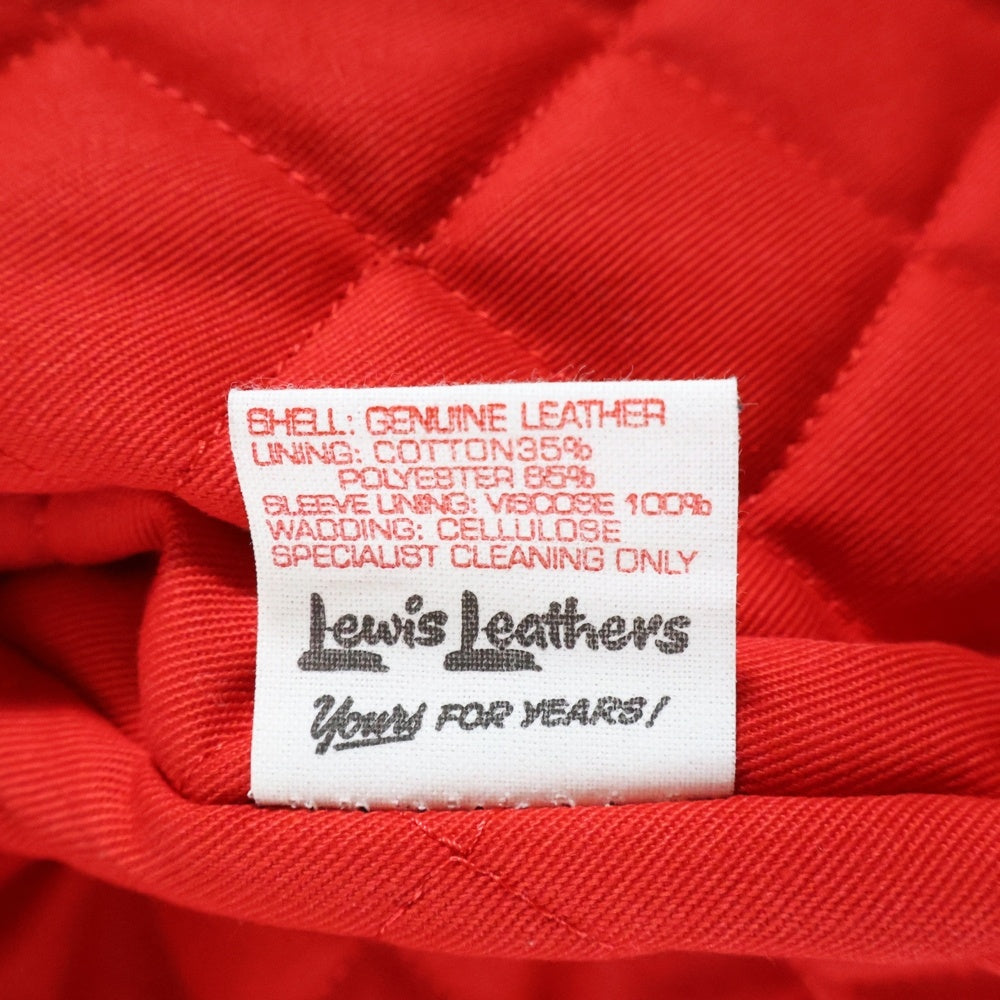 SHELL: GENUINE LEATHER
LINING: COTTON35%
POLYESTER 65%
SLEEVE LINING: VISCOSE 100%
WADDING: CELLULOSE
SPECIALIST CLEANING ONLY
Lewis Leathers
Yours FOR YEARS!